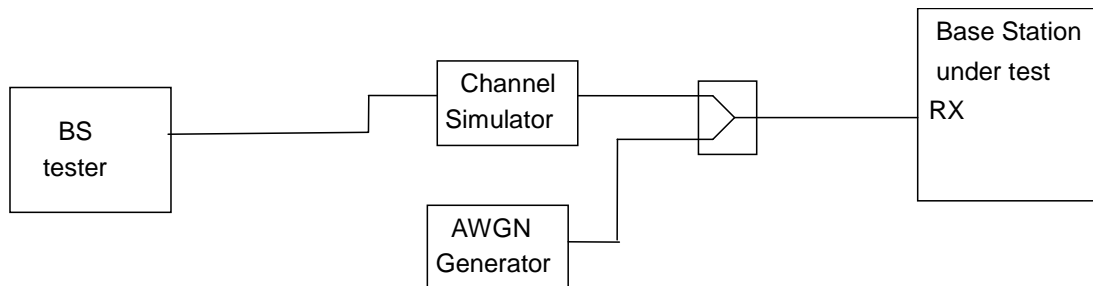 BS
tester
Channel
Simulator
AWGN
Generator
Base Station
under test
RX